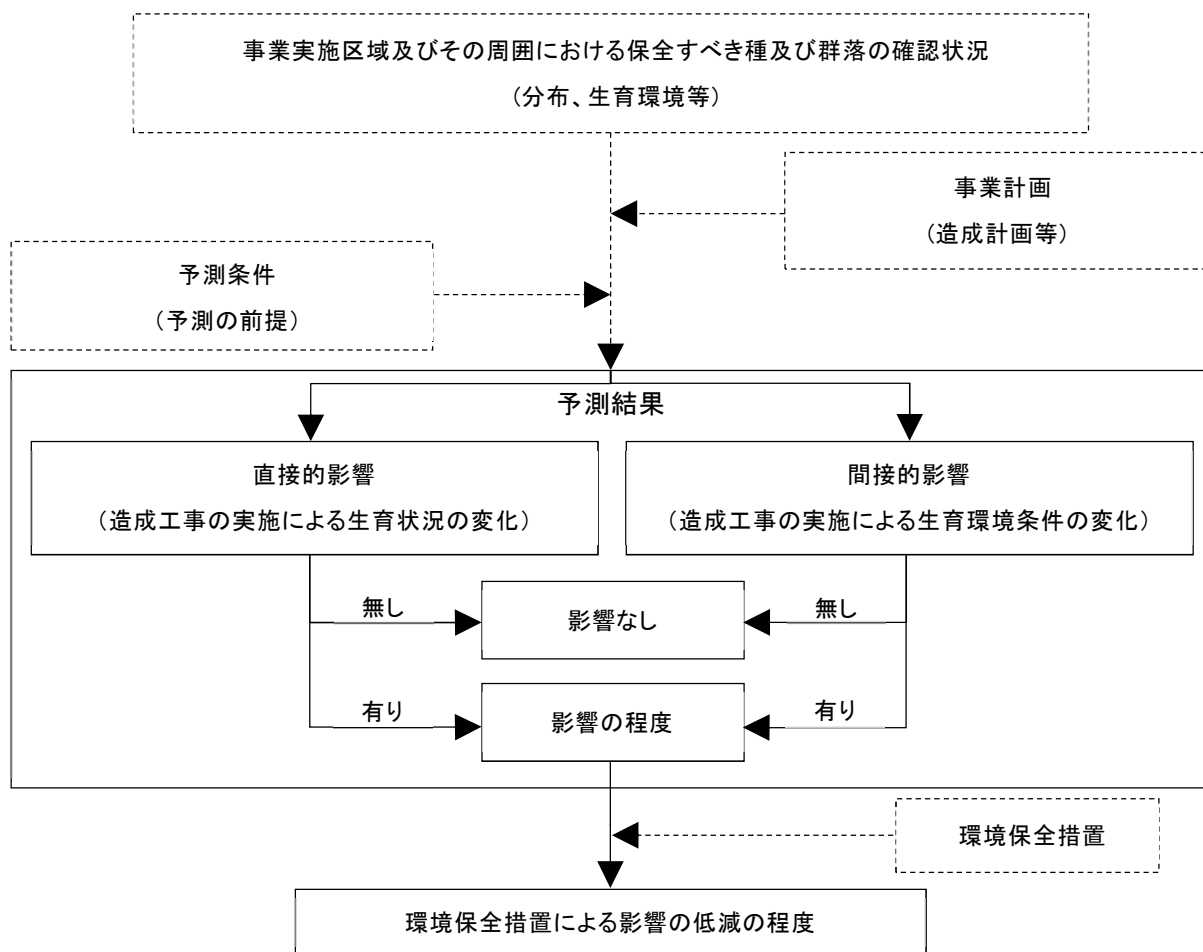 事業実施区域及びその周囲における保全すべき種及び群落の確認状況
（分布、生育環境等）
事業計画
（造成計画等）
予測条件
（予測の前提）
予測結果
直接的影響
（造成工事の実施による生育状況の変化）
間接的影響
（造成工事の実施による生育環境条件の変化）
無し
影響なし
無し
有り
影響の程度
有り
環境保全措置
環境保全措置による影響の低減の程度